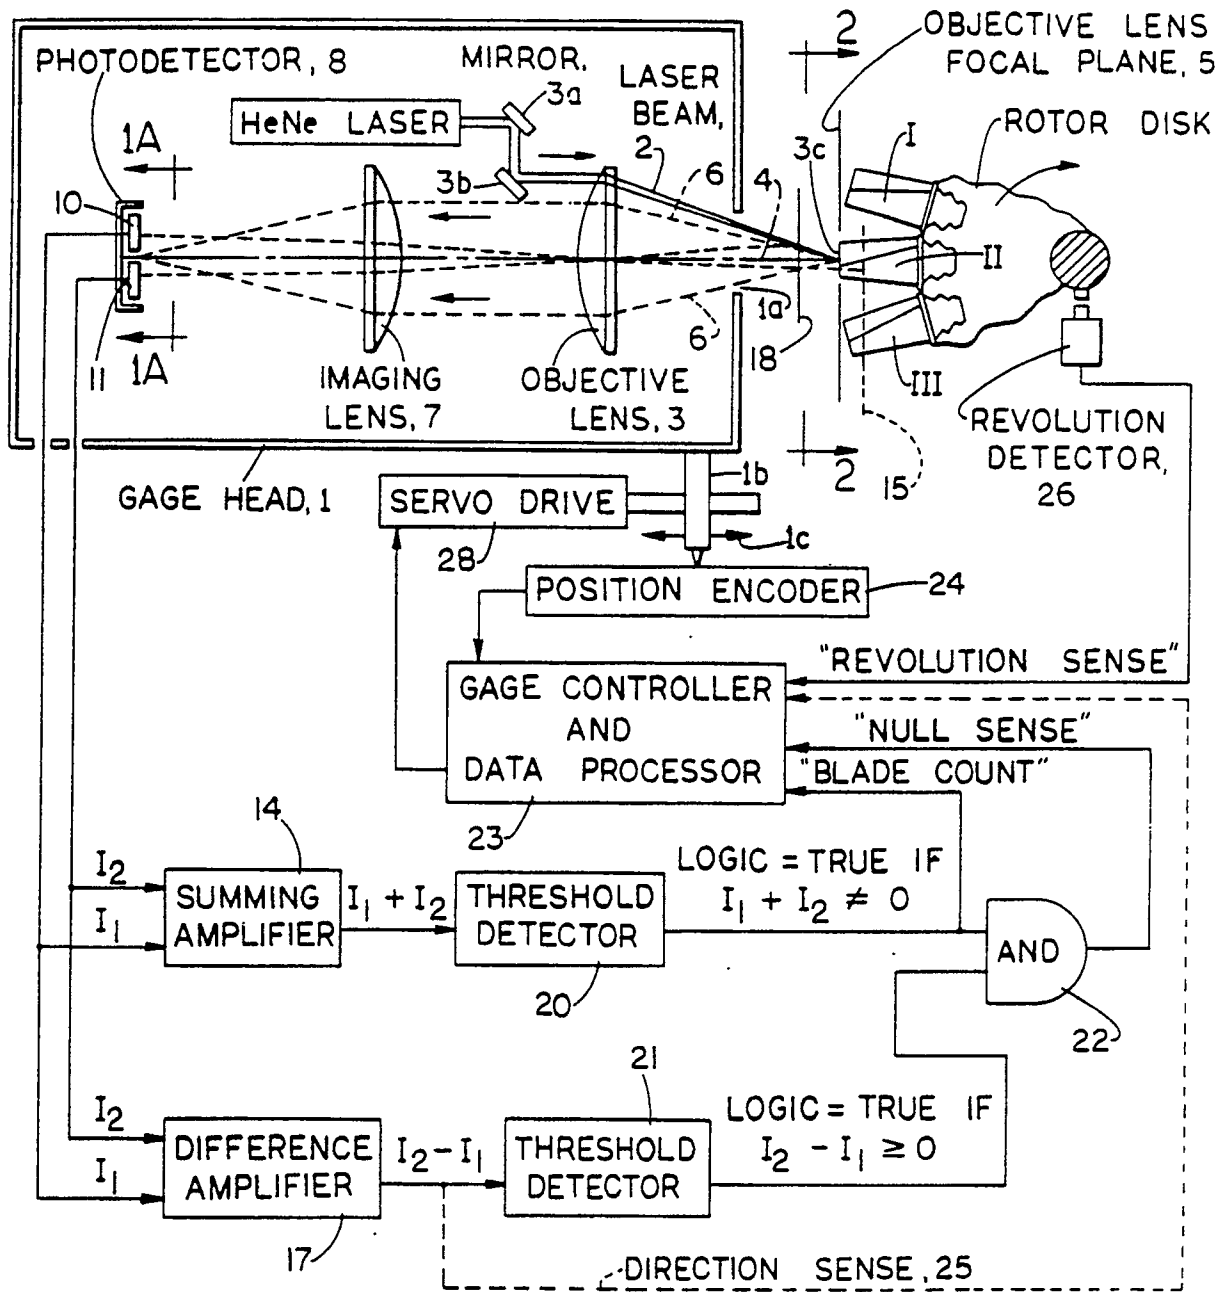 2
OBJECTIVE LENS
FOCAL PLANE, 5
PHOTODETECTOR, 8
MIRROR,
3a
LASER
BEAM,
2
HeNe LASER
ROTOR DISK
I
1A
3b
3c
10
6
4
II
1a
6
18
III
11
1A
IMAGING
LENS, 7
OBJECTIVE
LENS, 3
REVOLUTION
DETECTOR,
26
2
15
GAGE HEAD, 1
1b
SERVO DRIVE
28
1c
POSITION ENCODER
24
"REVOLUTION SENSE"
GAGE CONTROLLER
AND
DATA PROCESSOR
23
"NULL SENSE"
"BLADE COUNT"
14
I2
I1
SUMMING
AMPLIFIER
I1 + I2
THRESHOLD
DETECTOR
20
LOGIC = TRUE IF
I1 + I2 ≠ 0
AND
22
21
I2
I1
DIFFERENCE
AMPLIFIER
17
I2 – I1
THRESHOLD
DETECTOR
LOGIC = TRUE IF
I2 – I1 ≥ 0
DIRECTION SENSE, 25